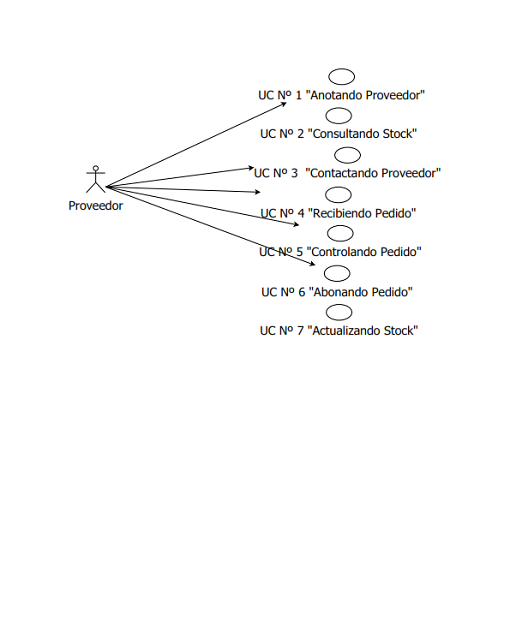 UC Nº 1 "Anotando Proveedor"
UC Nº 2 "Consultando Stock"
UC Nº 3  "Contactando Proveedor"
Proveedor
UC Nº 4 "Recibiendo Pedido"
UC Nº 5 "Controlando Pedido"
UC Nº 6 "Abonando Pedido"
UC Nº 7 "Actualizando Stock"